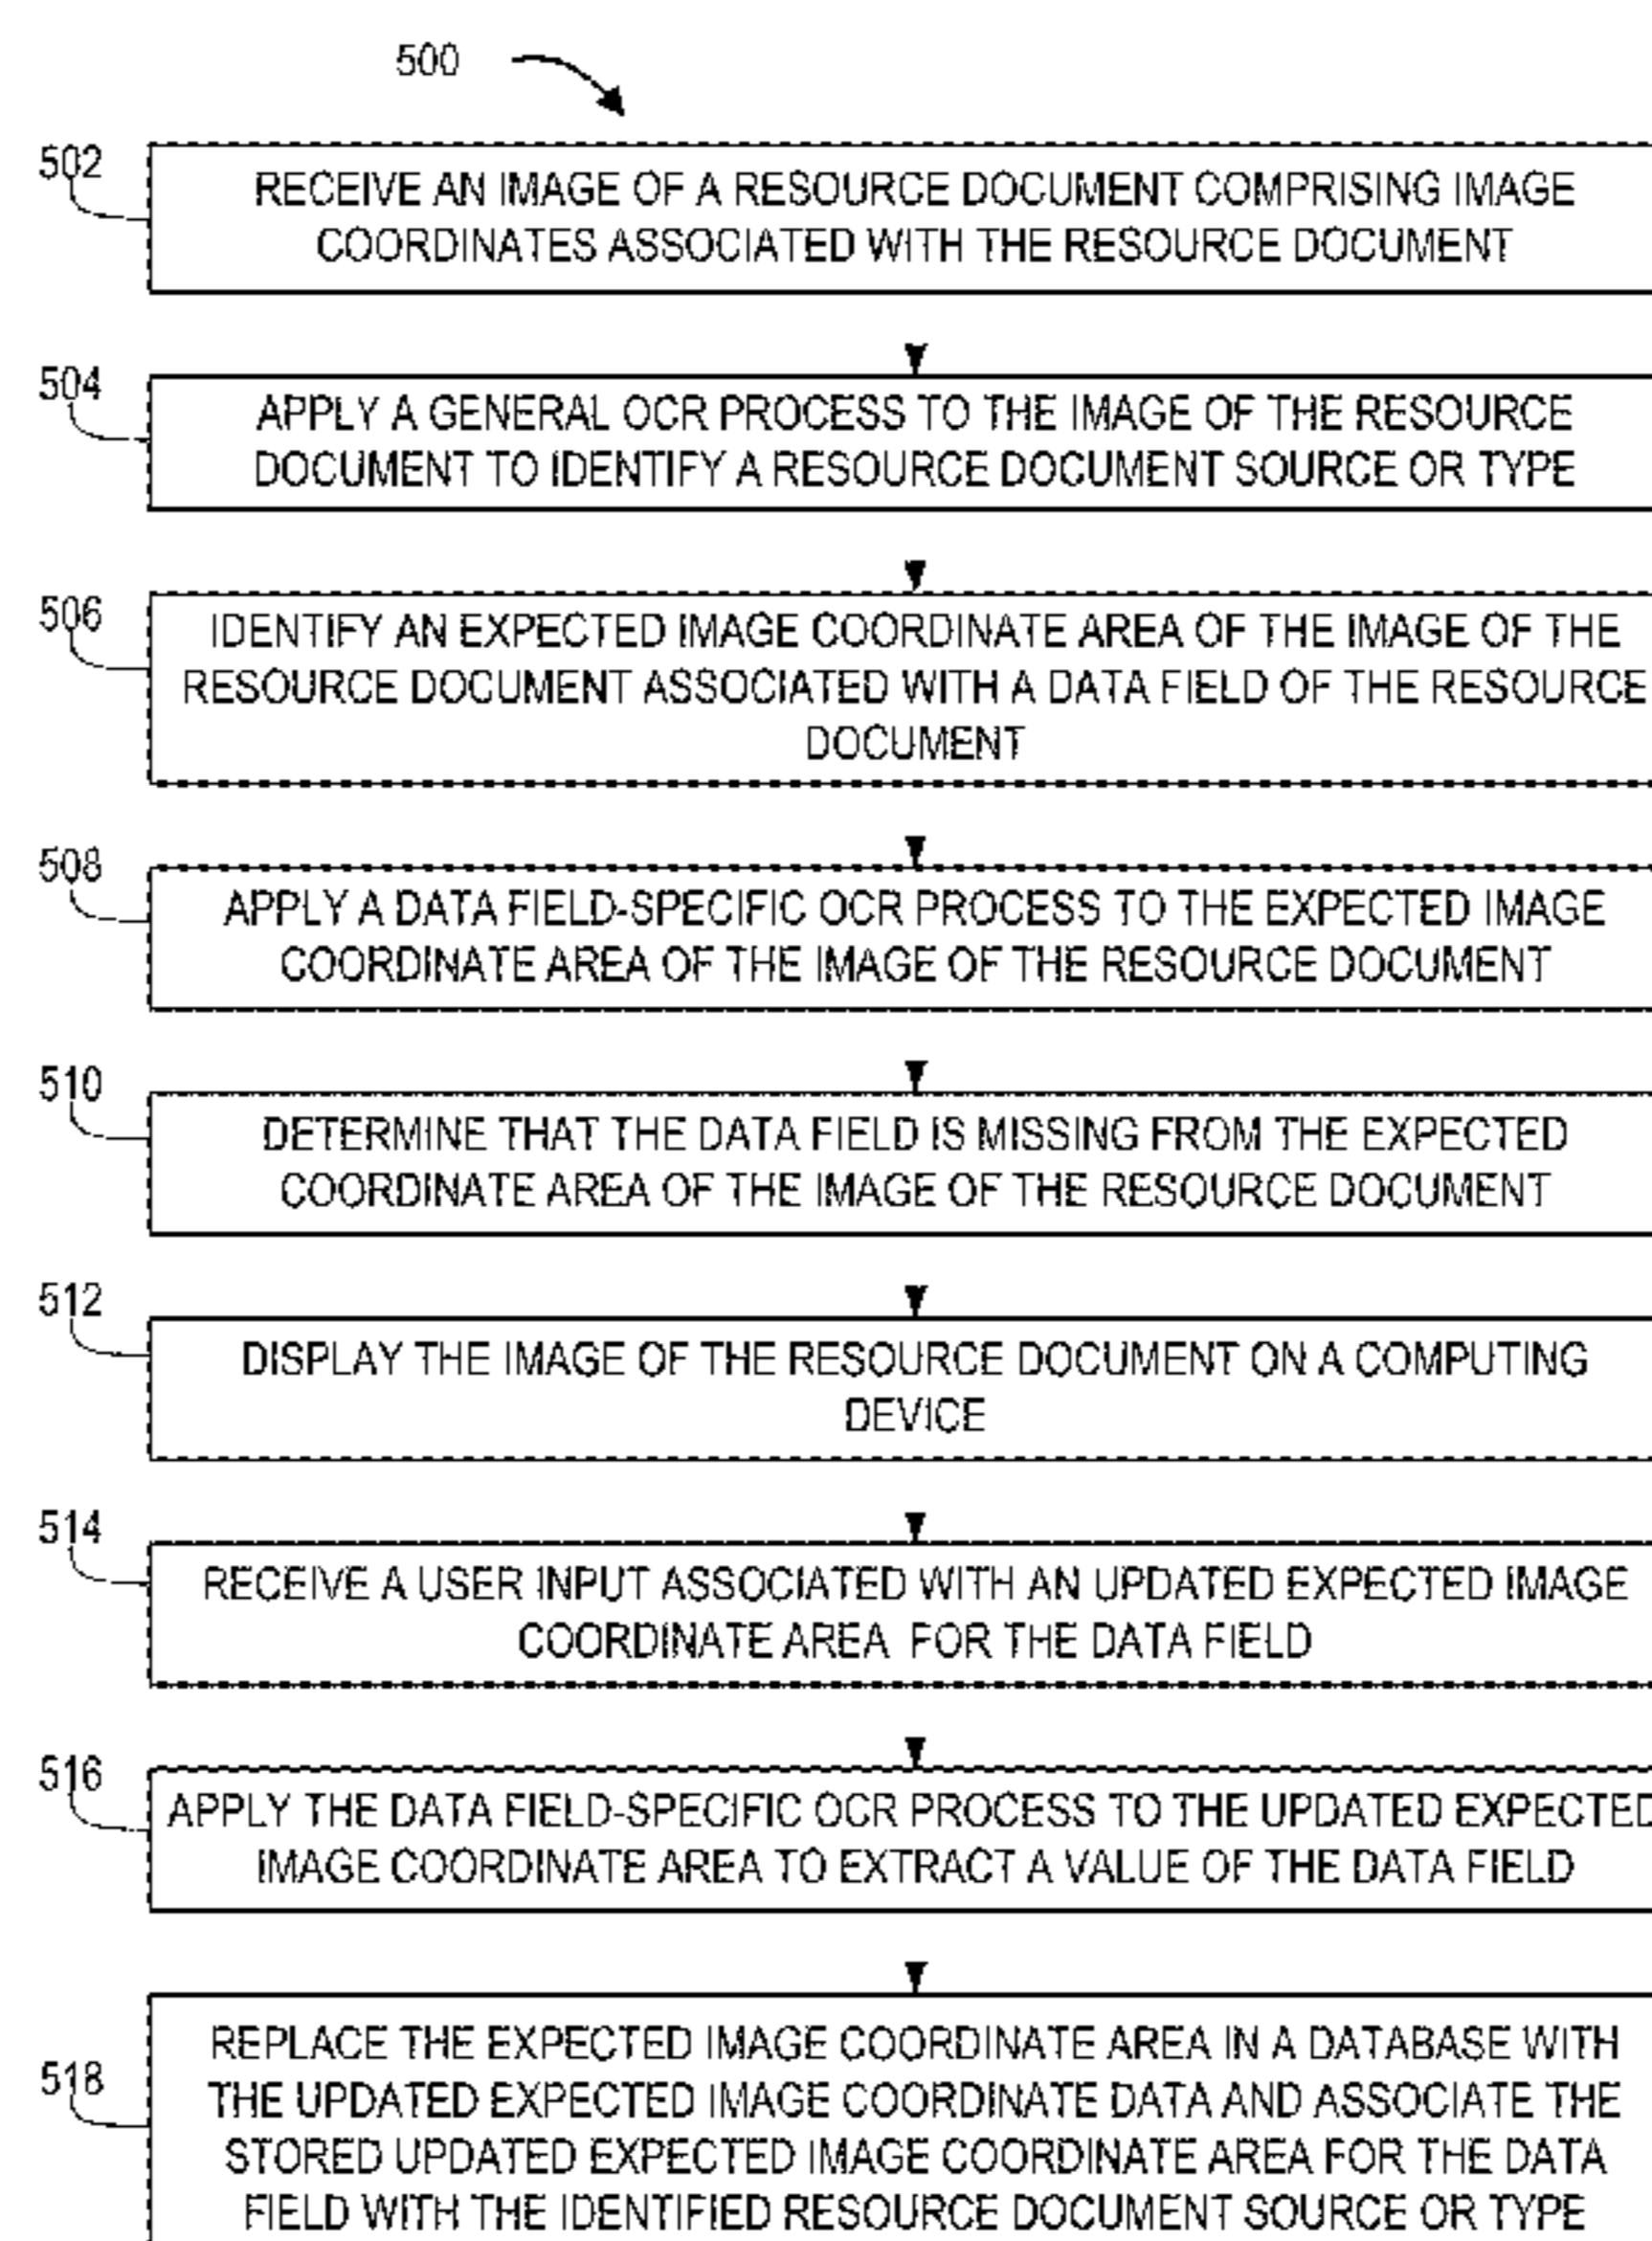 500
502
RECEIVE AN IMAGE OF A RESOURCE DOCUMENT COMPRISING IMAGE
COORDINATES ASSOCIATED WITH THE RESOURCE DOCUMENT
504
APPLY A GENERAL OCR PROCESS TO THE IMAGE OF THE RESOURCE
DOCUMENT TO IDENTIFY A RESOURCE DOCUMENT SOURCE OR TYPE
506
IDENTIFY AN EXPECTED IMAGE COORDINATE AREA OF THE IMAGE OF THE
RESOURCE DOCUMENT ASSOCIATED WITH A DATA FIELD OF THE RESOURCE
DOCUMENT
508
APPLY A DATA FIELD-SPECIFIC OCR PROCESS TO THE EXPECTED IMAGE
COORDINATE AREA OF THE IMAGE OF THE RESOURCE DOCUMENT
510
DETERMINE THAT THE DATA FIELD IS MISSING FROM THE EXPECTED
COORDINATE AREA OF THE IMAGE OF THE RESOURCE DOCUMENT
512
DISPLAY THE IMAGE OF THE RESOURCE DOCUMENT ON A COMPUTING
DEVICE
514
RECEIVE A USER INPUT ASSOCIATED WITH AN UPDATED EXPECTED IMAGE
COORDINATE AREA FOR THE DATA FIELD
516
APPLY THE DATA FIELD-SPECIFIC OCR PROCESS TO THE UPDATED EXPECTED
IMAGE COORDINATE AREA TO EXTRACT A VALUE OF THE DATA FIELD
518
REPLACE THE EXPECTED IMAGE COORDINATE AREA IN A DATABASE WITH
THE UPDATED EXPECTED IMAGE COORDINATE DATA AND ASSOCIATE THE
STORED UPDATED EXPECTED IMAGE COORDINATE AREA FOR THE DATA
FIELD WITH THE IDENTIFIED RESOURCE DOCUMENT SOURCE OR TYPE